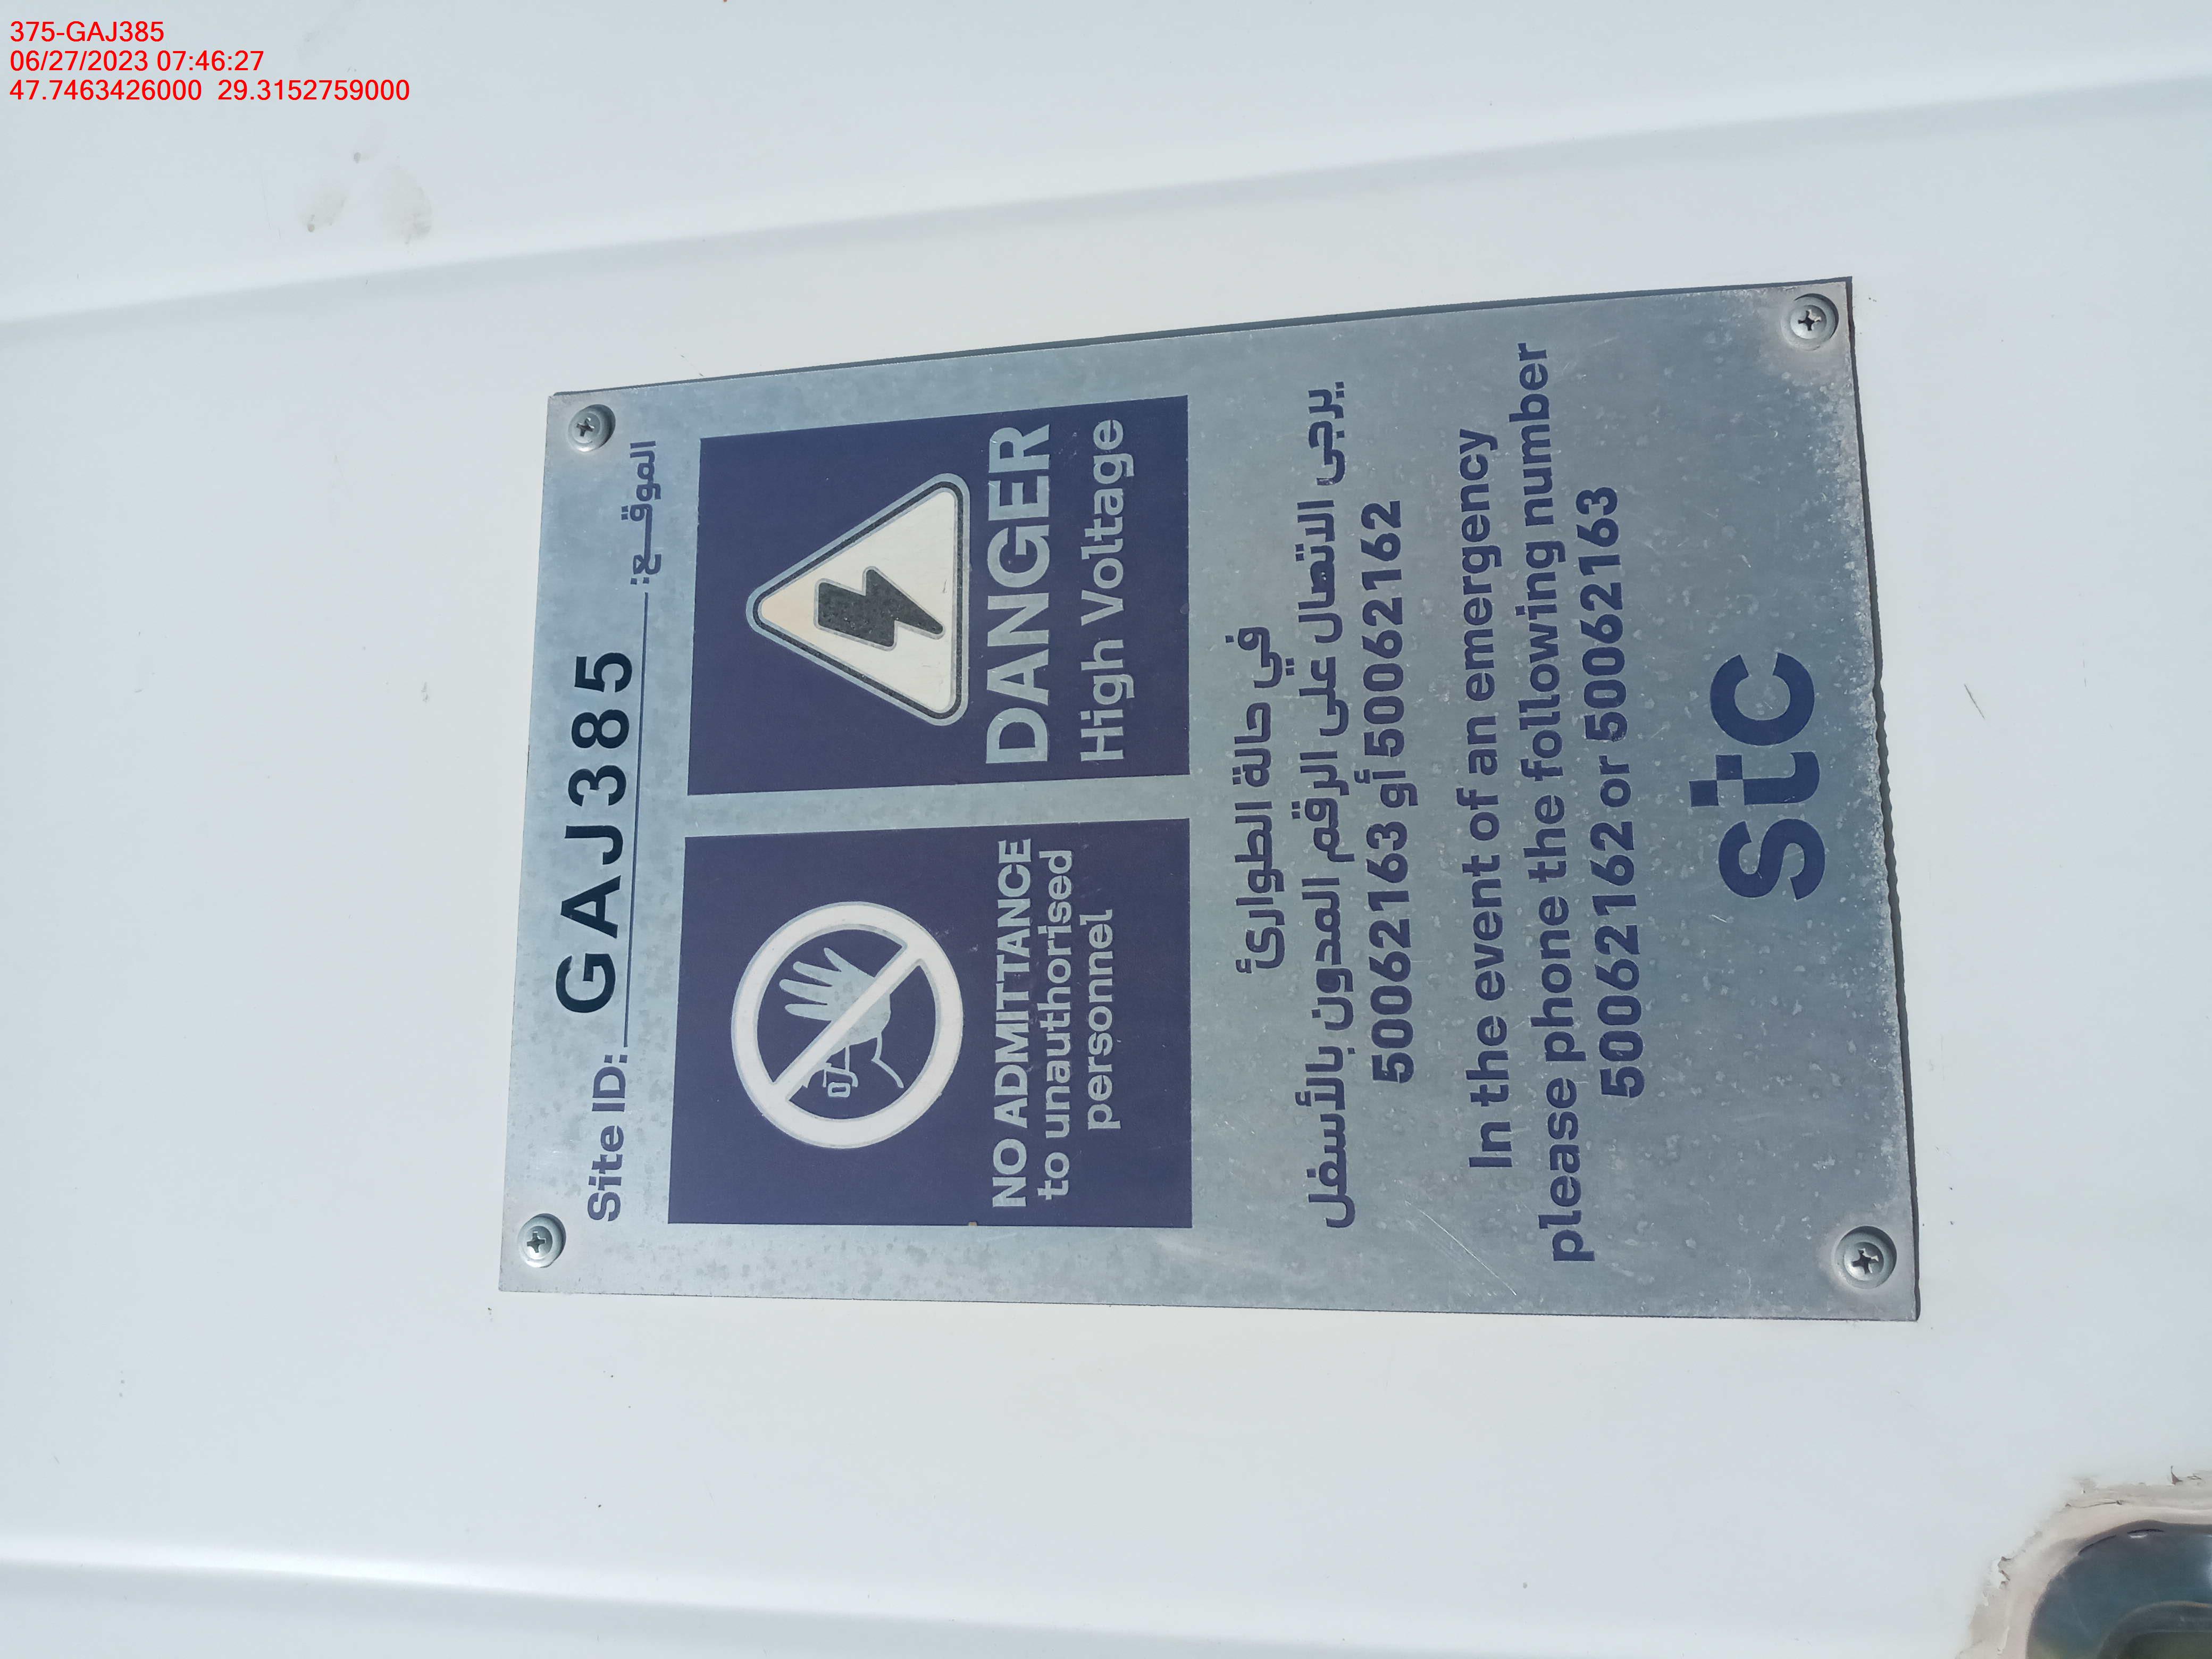 375-GAJ385
06/27/2023 07:46:27
47.7463426000 29.3152759000
Site ID: GAJ385 الموقـــع:
NO ADMITTANCE
to unauthorised
personnel
DANGER
High Voltage
في حالة الطوارئ
يرجى الاتصال على الرقم المدون بالأسفل
50062163 أو 50062162
In the event of an emergency
please phone the following number
50062162 or 50062163
stc